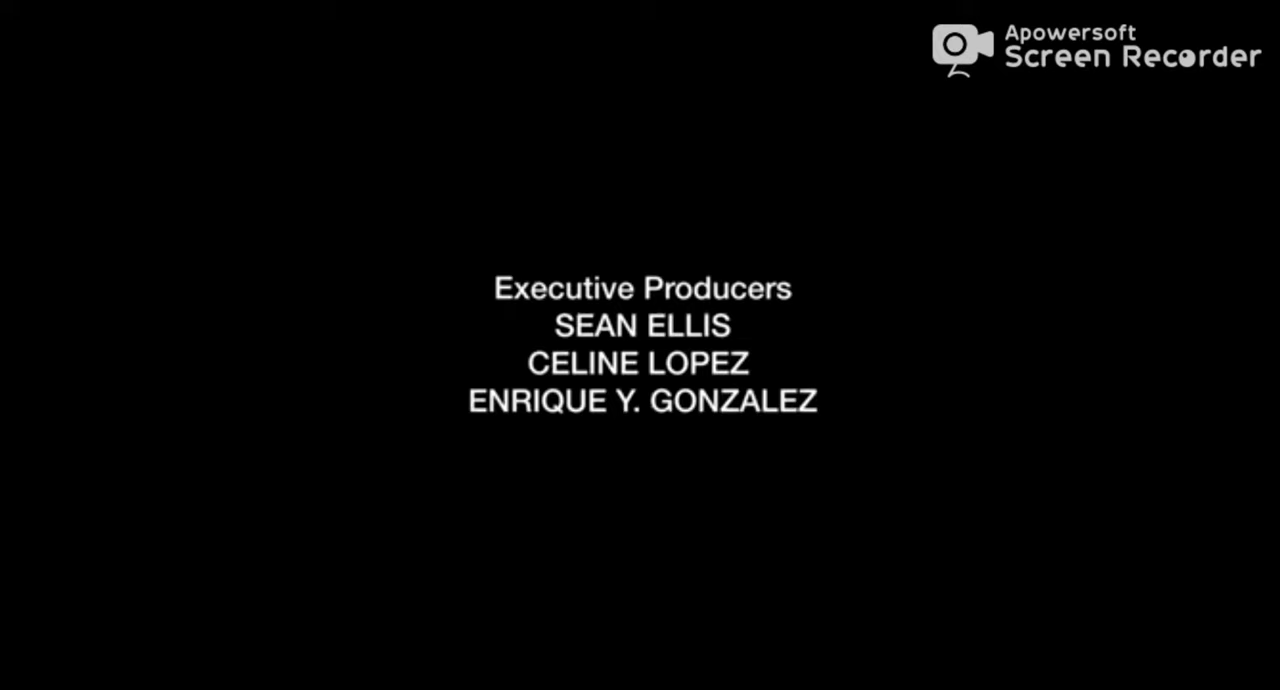 Apowersoft
Screen Recorder
Executive Producers
SEAN ELLIS
CELINE LOPEZ
ENRIQUE Y. GONZALEZ